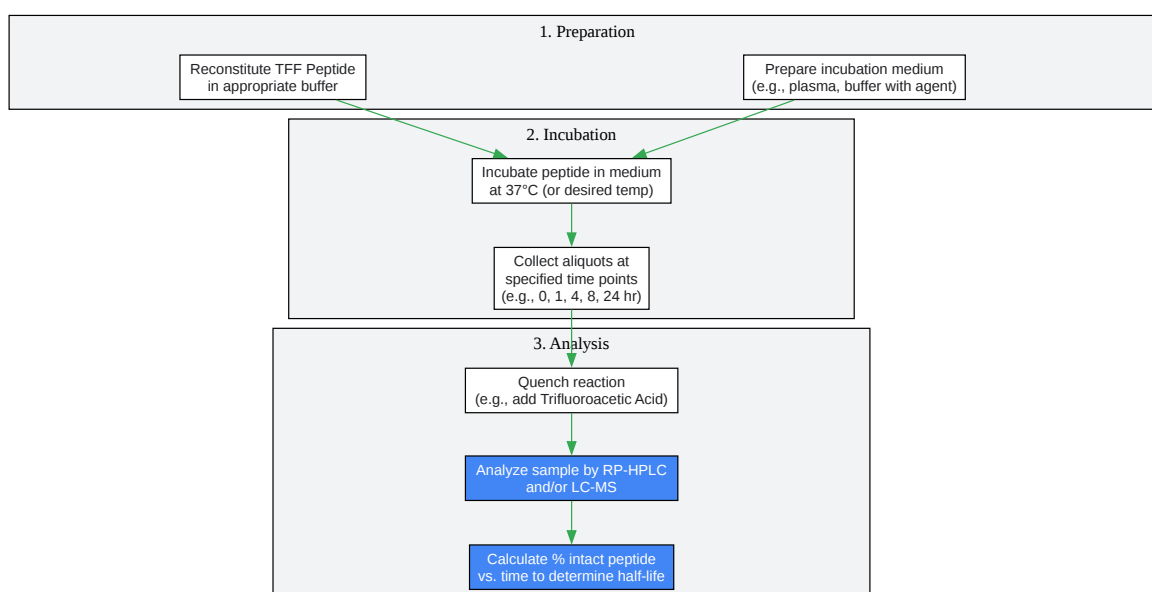 1. Preparation
Reconstitute TFF Peptide
in appropriate buffer
Prepare incubation medium
(e.g., plasma, buffer with agent)
2. Incubation
Incubate peptide in medium
at 37°C (or desired temp)
Collect aliquots at
specified time points
(e.g., 0, 1, 4, 8, 24 hr)
3. Analysis
Quench reaction
(e.g., add Trifluoroacetic Acid)
Analyze sample by RP-HPLC
and/or LC-MS
Calculate % intact peptide
vs. time to determine half-life